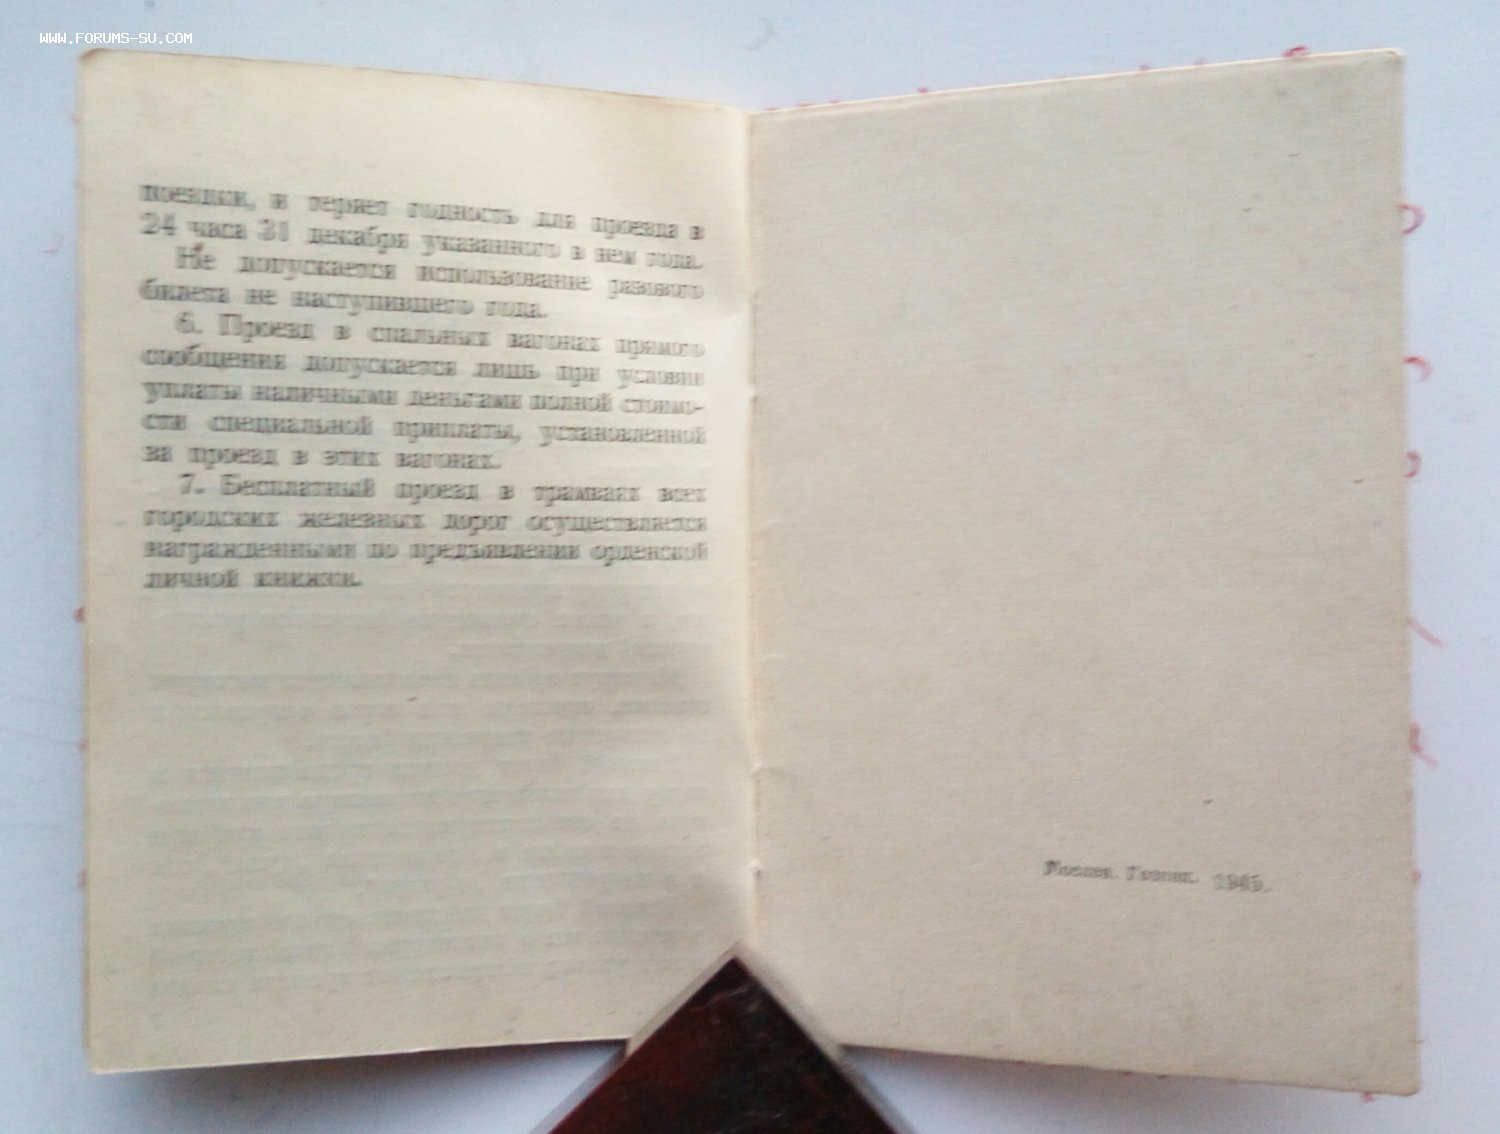 WWW.FORUMS-SU.COM
поездки, и теряет годность для проезда в
24 часа 31 декабря указанного в нем года.
Не допускается использование разового
билета не наступившего года.
6. Проезд в спальных вагонах прямого
сообщения допускается лишь при условии
уплаты наличными деньгами полной стоимо-
сти специальной приплаты, установленной
за проезд в этих вагонах.
7. Бесплатный проезд в трамваях всех
городских железных дорог осуществляется
награжденными по предъявлении орденской
личной книжки.
Москва. Гознак. 1945.